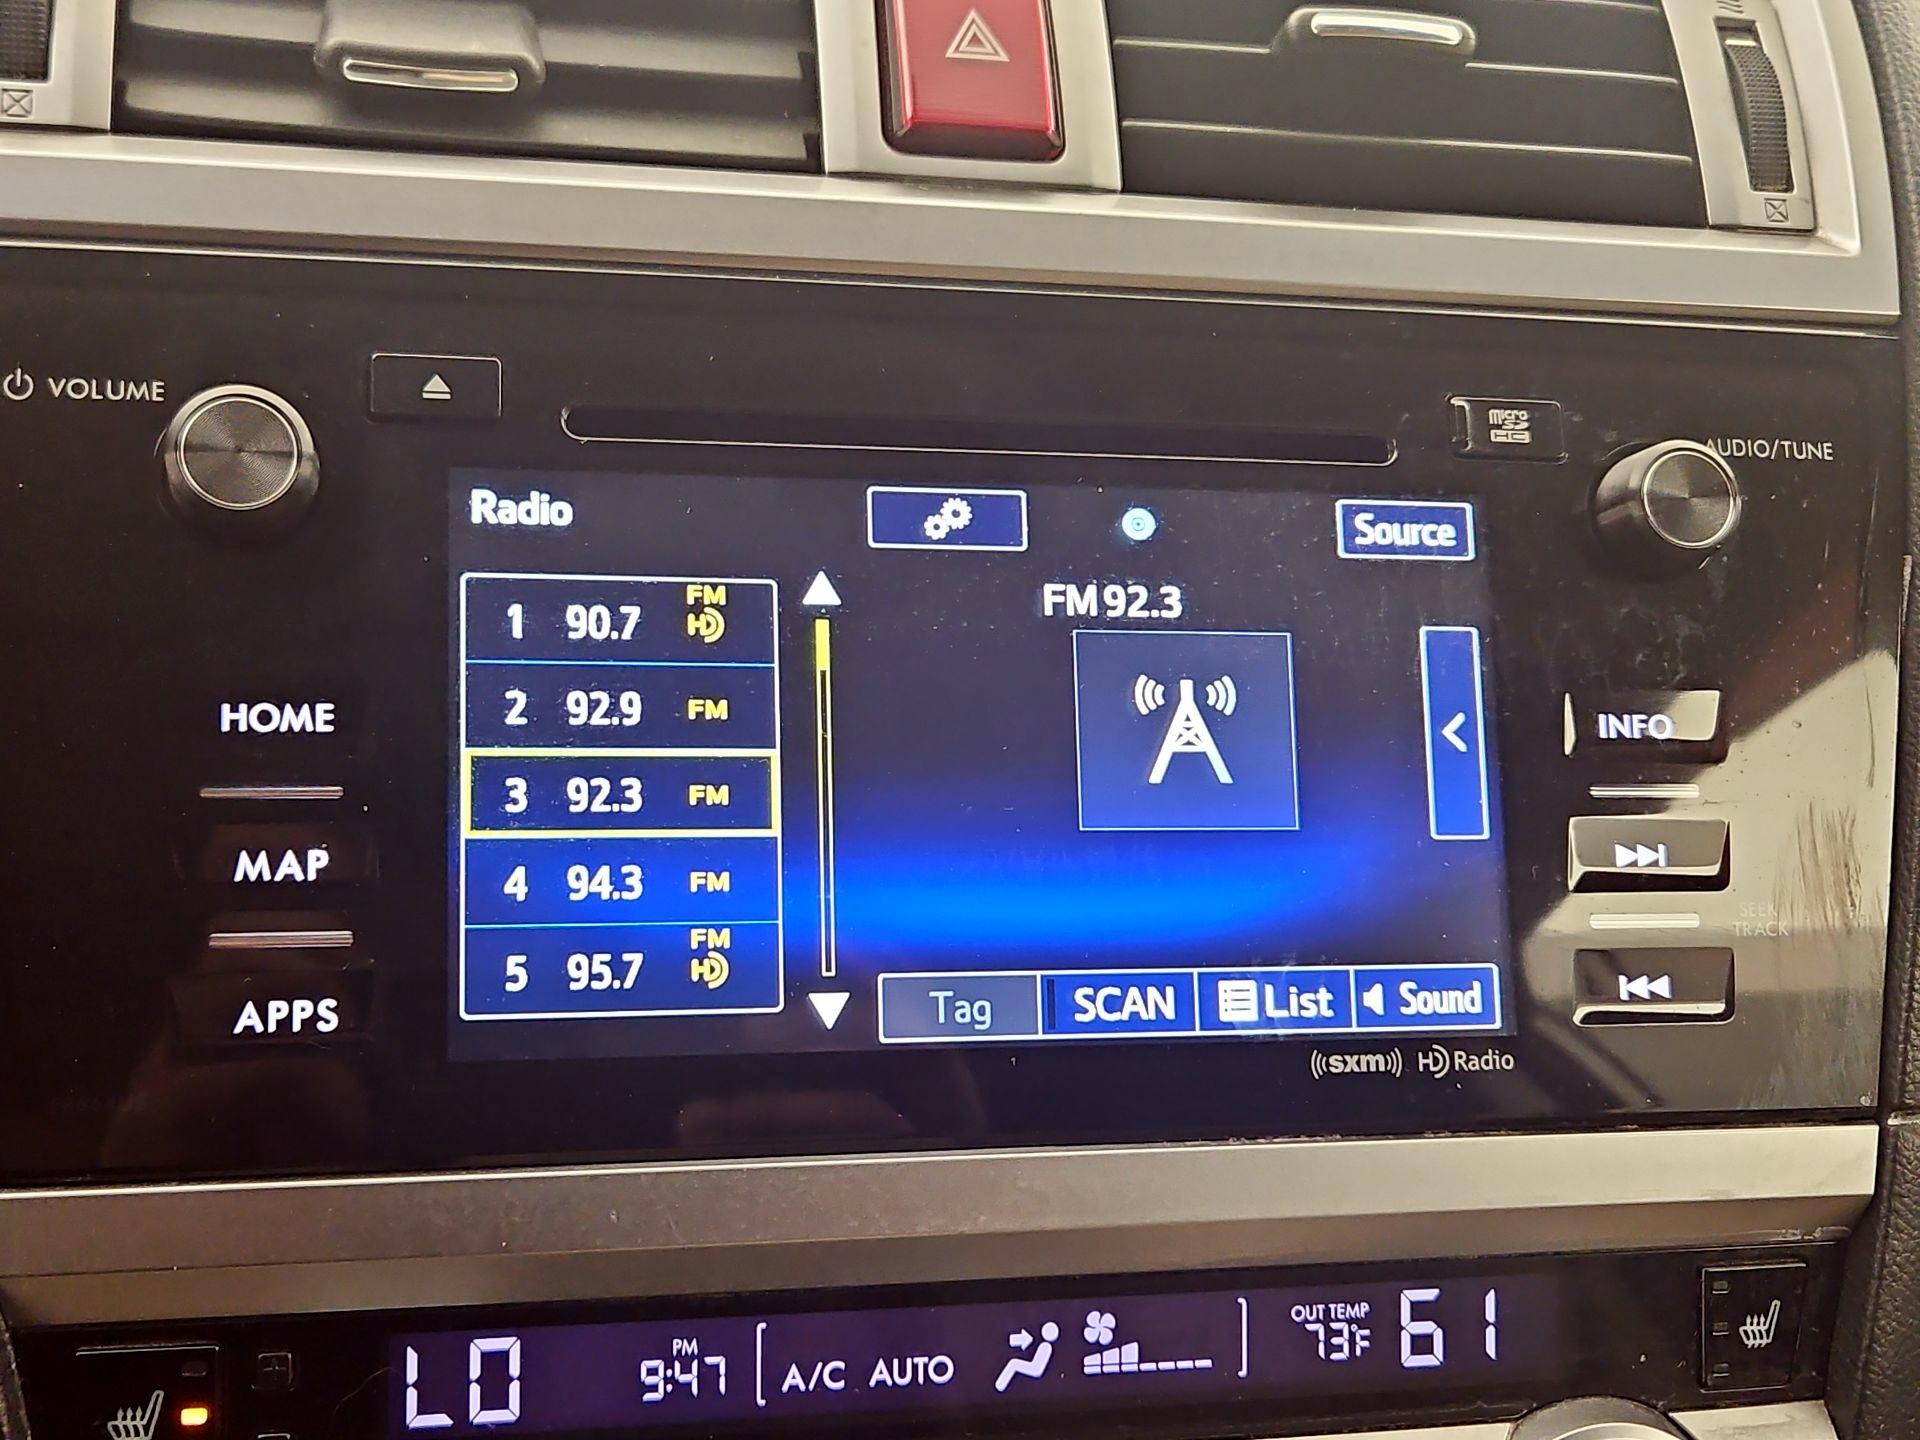 VOLUME
micro
SD
HC
AUDIO/TUNE
Radio
Source
1 90.7 FM HD
2 92.9 FM
3 92.3 FM
4 94.3 FM
5 95.7 FM HD
FM 92.3
HOME
MAP
APPS
INFO
SEEK
TRACK
Tag
SCAN
List
Sound
((( sxm ))) HD Radio
LO
PM
9:47
A/C AUTO
OUT TEMP
73°F
61